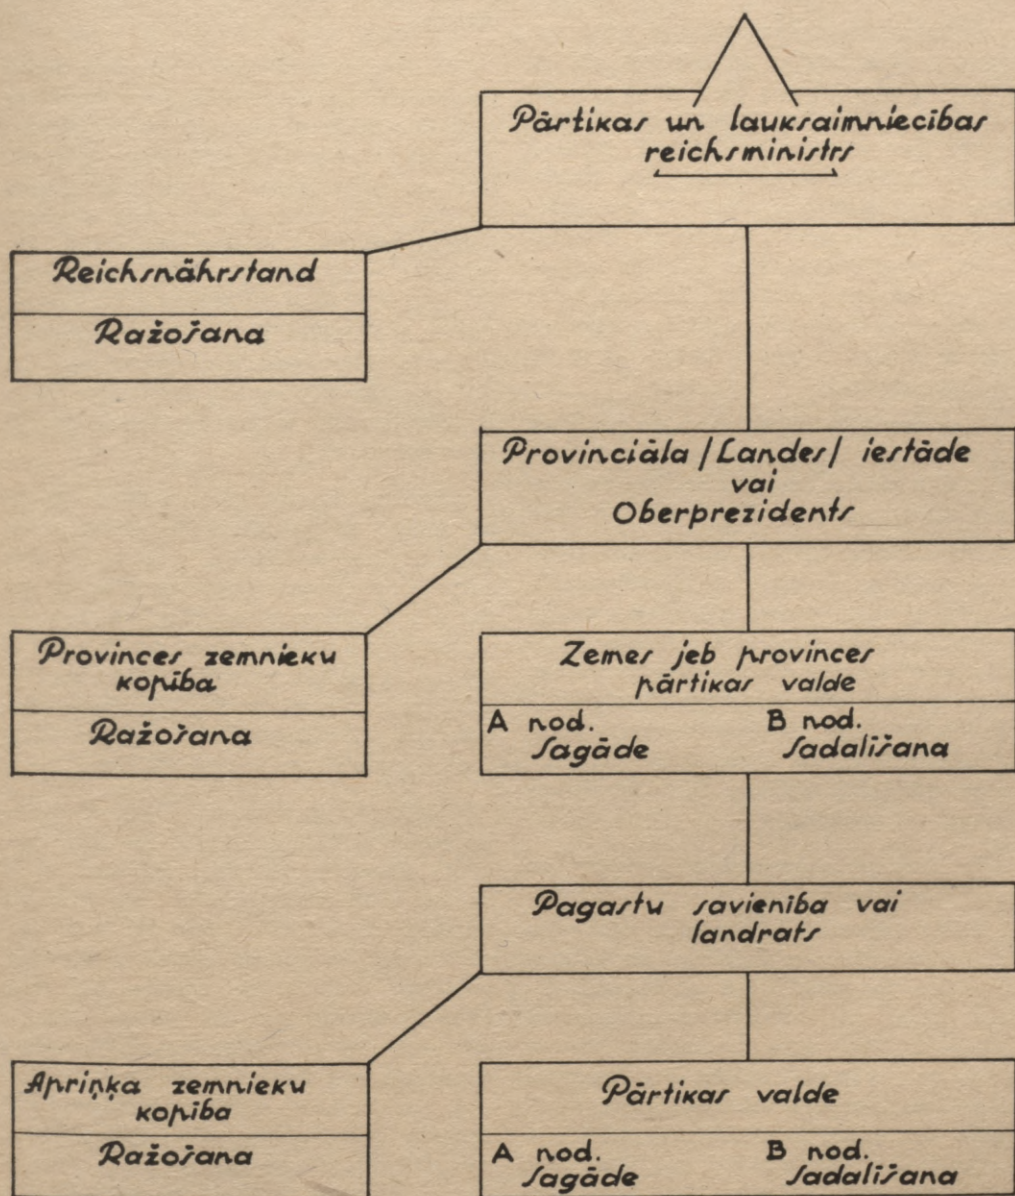 Pārtikas un lauksaimniecības
reichsministrs
Reichsnährstand
Ražošana
Provinciāla /Landes/ iestāde
vai
Oberprezidents
Provinces zemnieku
kopība
Ražošana
Zemes jeb provinces
pārtikas valde
A nod.
Sagāde
B nod.
Sadalīšana
Pagastu savienība vai
landrats
Apriņķa zemnieku
kopība
Ražošana
Pārtikas valde
A nod.
Sagāde
B nod.
Sadalīšana